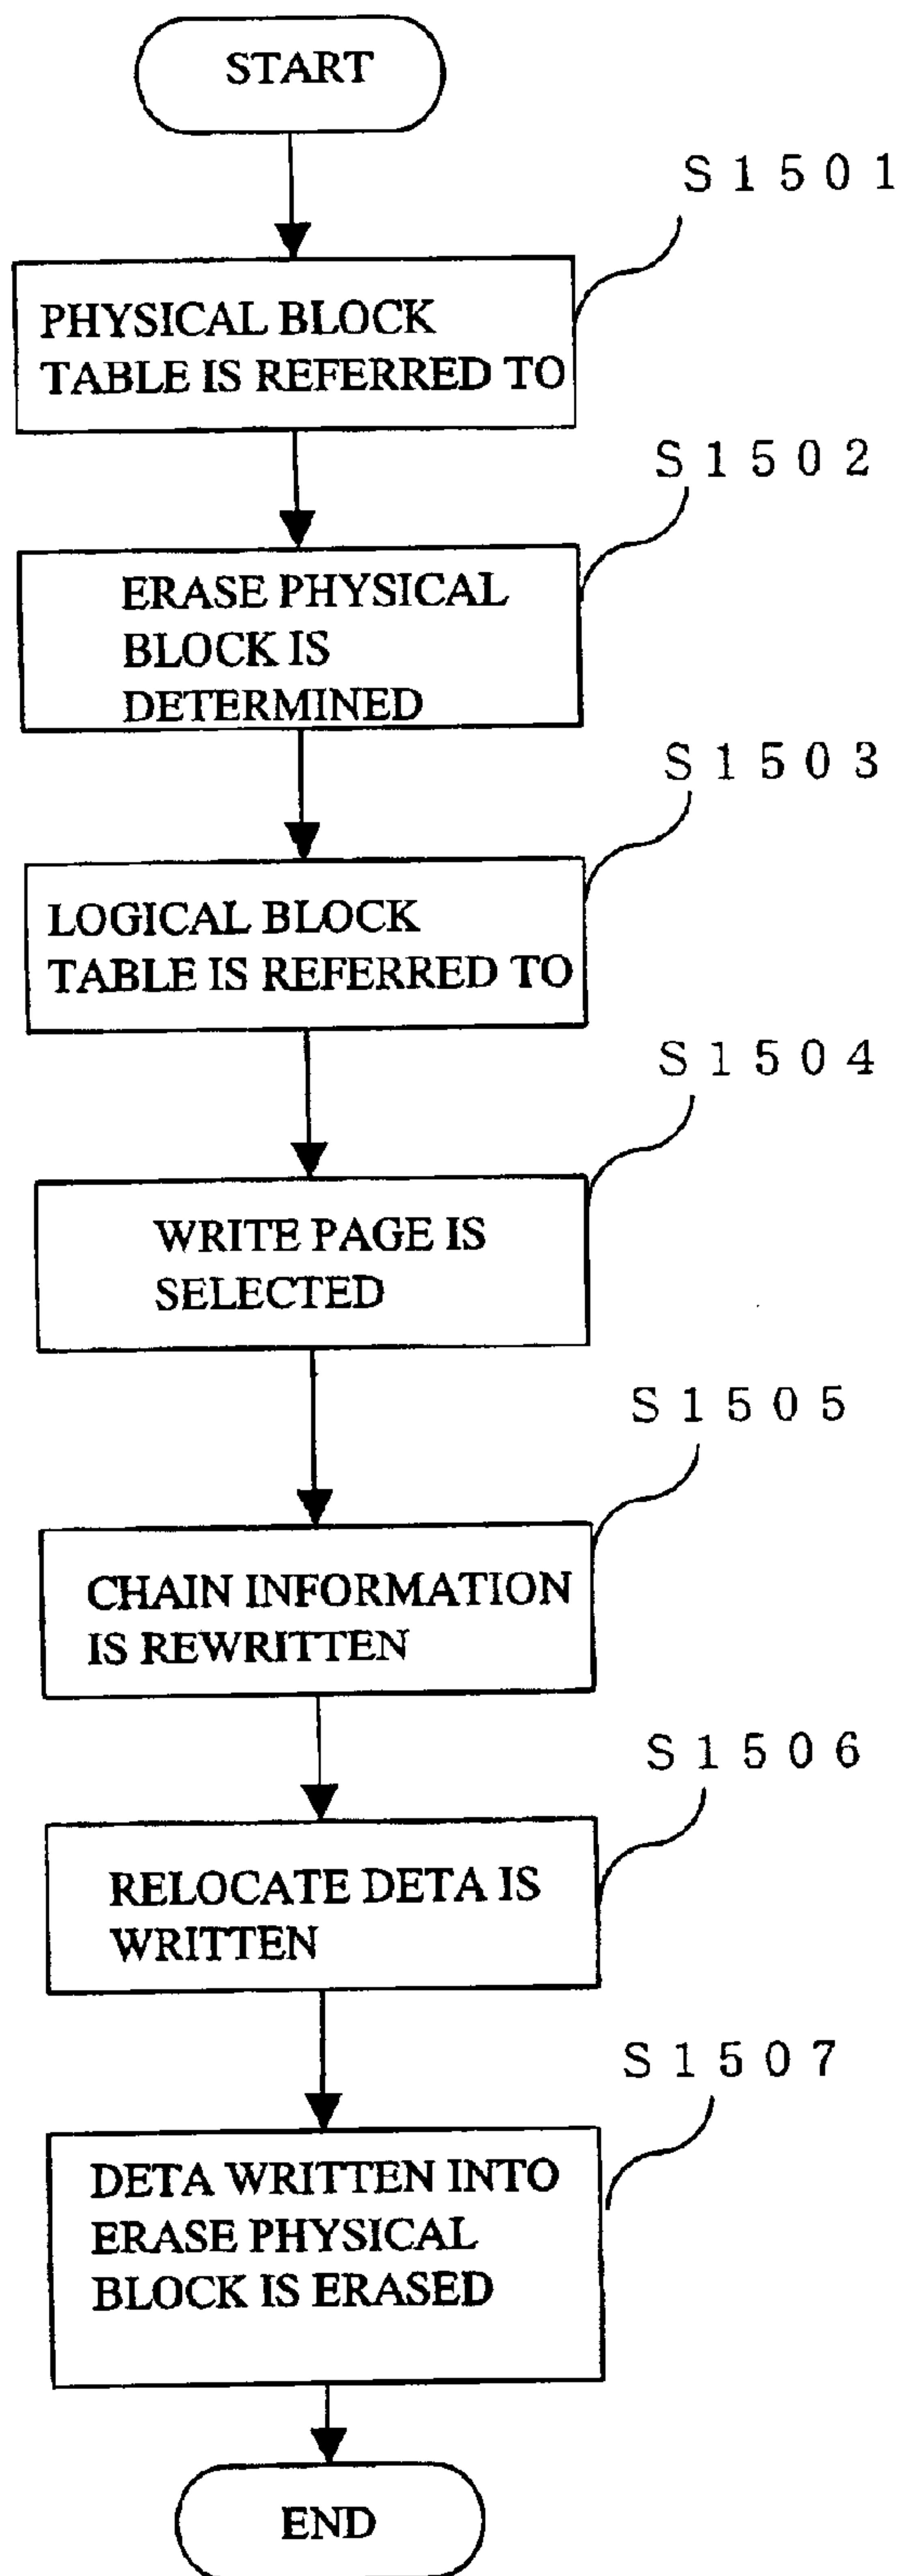 START
S1501
PHYSICAL BLOCK
TABLE IS REFERRED TO
S1502
ERASE PHYSICAL
BLOCK IS
DETERMINED
S1503
LOGICAL BLOCK
TABLE IS REFERRED TO
S1504
WRITE PAGE IS
SELECTED
S1505
CHAIN INFORMATION
IS REWRITTEN
S1506
RELOCATE DETA IS
WRITTEN
S1507
DETA WRITTEN INTO
ERASE PHYSICAL
BLOCK IS ERASED
END